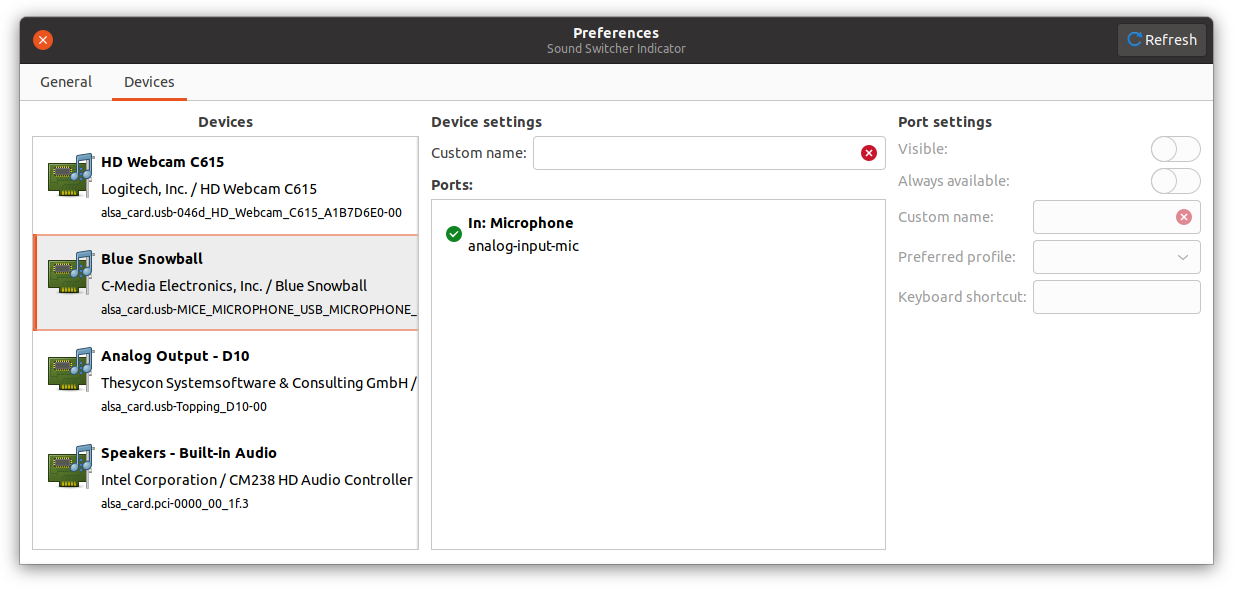 Preferences
Sound Switcher Indicator
Refresh
General
Devices
Devices
HD Webcam C615
Logitech, Inc. / HD Webcam C615
alsa_card.usb-046d_HD_Webcam_C615_A1B7D6E0-00
Blue Snowball
C-Media Electronics, Inc. / Blue Snowball
alsa_card.usb-MICE_MICROPHONE_USB_MICROPHONE_
Analog Output - D10
Thesycon Systemsoftware & Consulting GmbH /
alsa_card.usb-Topping_D10-00
Speakers - Built-in Audio
Intel Corporation / CM238 HD Audio Controller
alsa_card.pci-0000_00_1f.3
Device settings
Custom name:
Ports:
In: Microphone
analog-input-mic
Port settings
Visible:
Always available:
Custom name:
Preferred profile:
Keyboard shortcut: